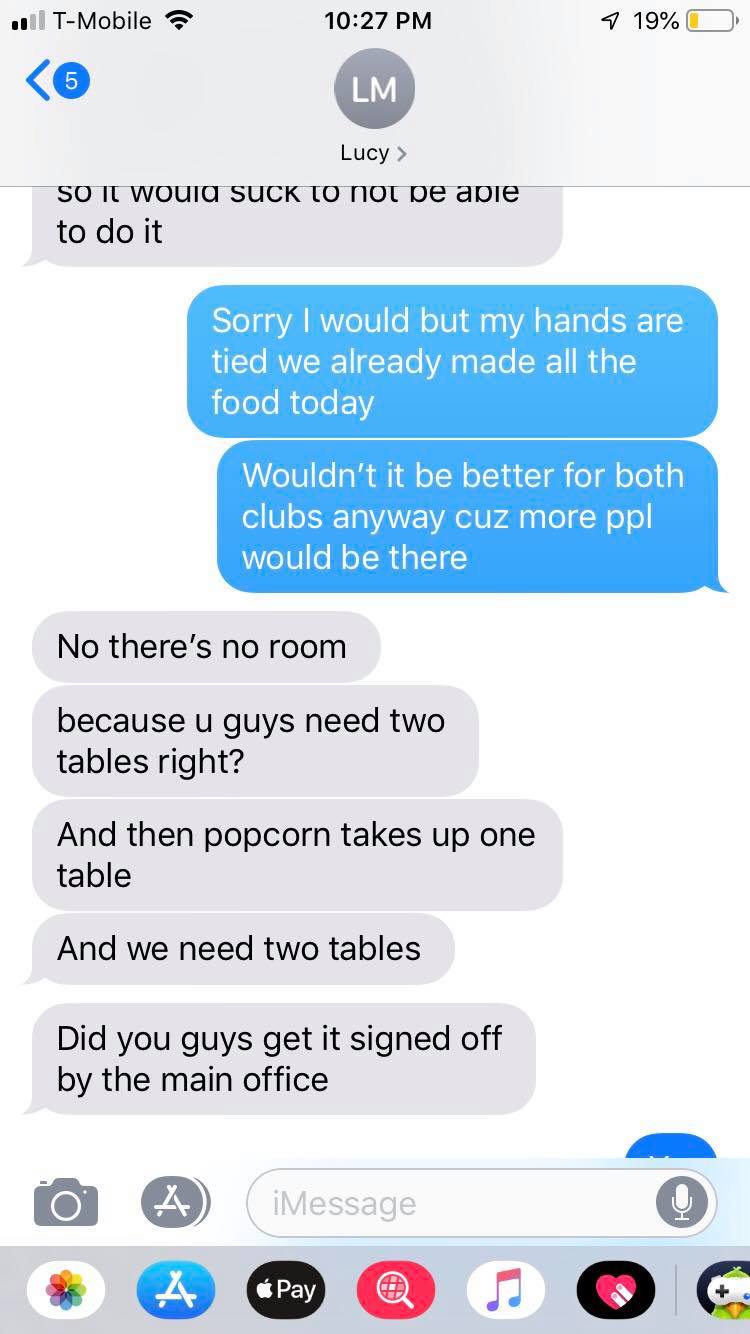 T-Mobile 10:27 PM 19%
5
LM
Lucy
so it would suck to not be able
to do it
Sorry I would but my hands are
tied we already made all the
food today
Wouldn't it be better for both
clubs anyway cuz more ppl
would be there
No there's no room
because u guys need two
tables right?
And then popcorn takes up one
table
And we need two tables
Did you guys get it signed off
by the main office
iMessage
Pay